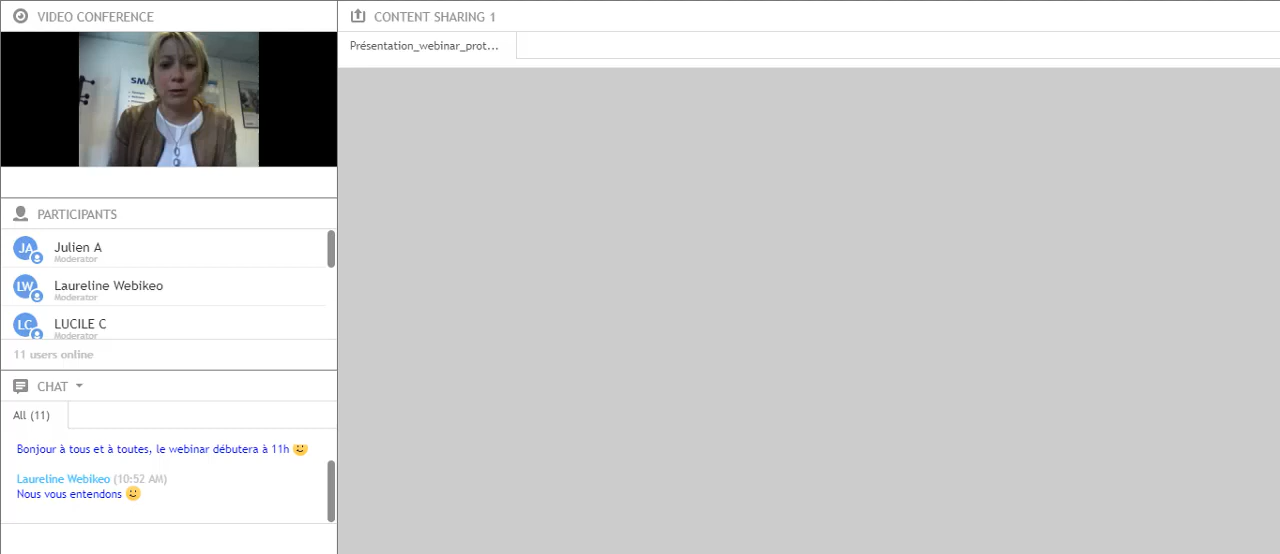 VIDEO CONFERENCE
PARTICIPANTS
Julien A
Moderator
Laureline Webikeo
Moderator
LUCILE C
Moderator
11 users online
CHAT
All (11)
Bonjour à tous et à toutes, le webinar débutera à 11h
Laureline Webikeo (10:52 AM)
Nous vous entendons
CONTENT SHARING 1
Présentation_webinar_prot...
JA
LW
LC